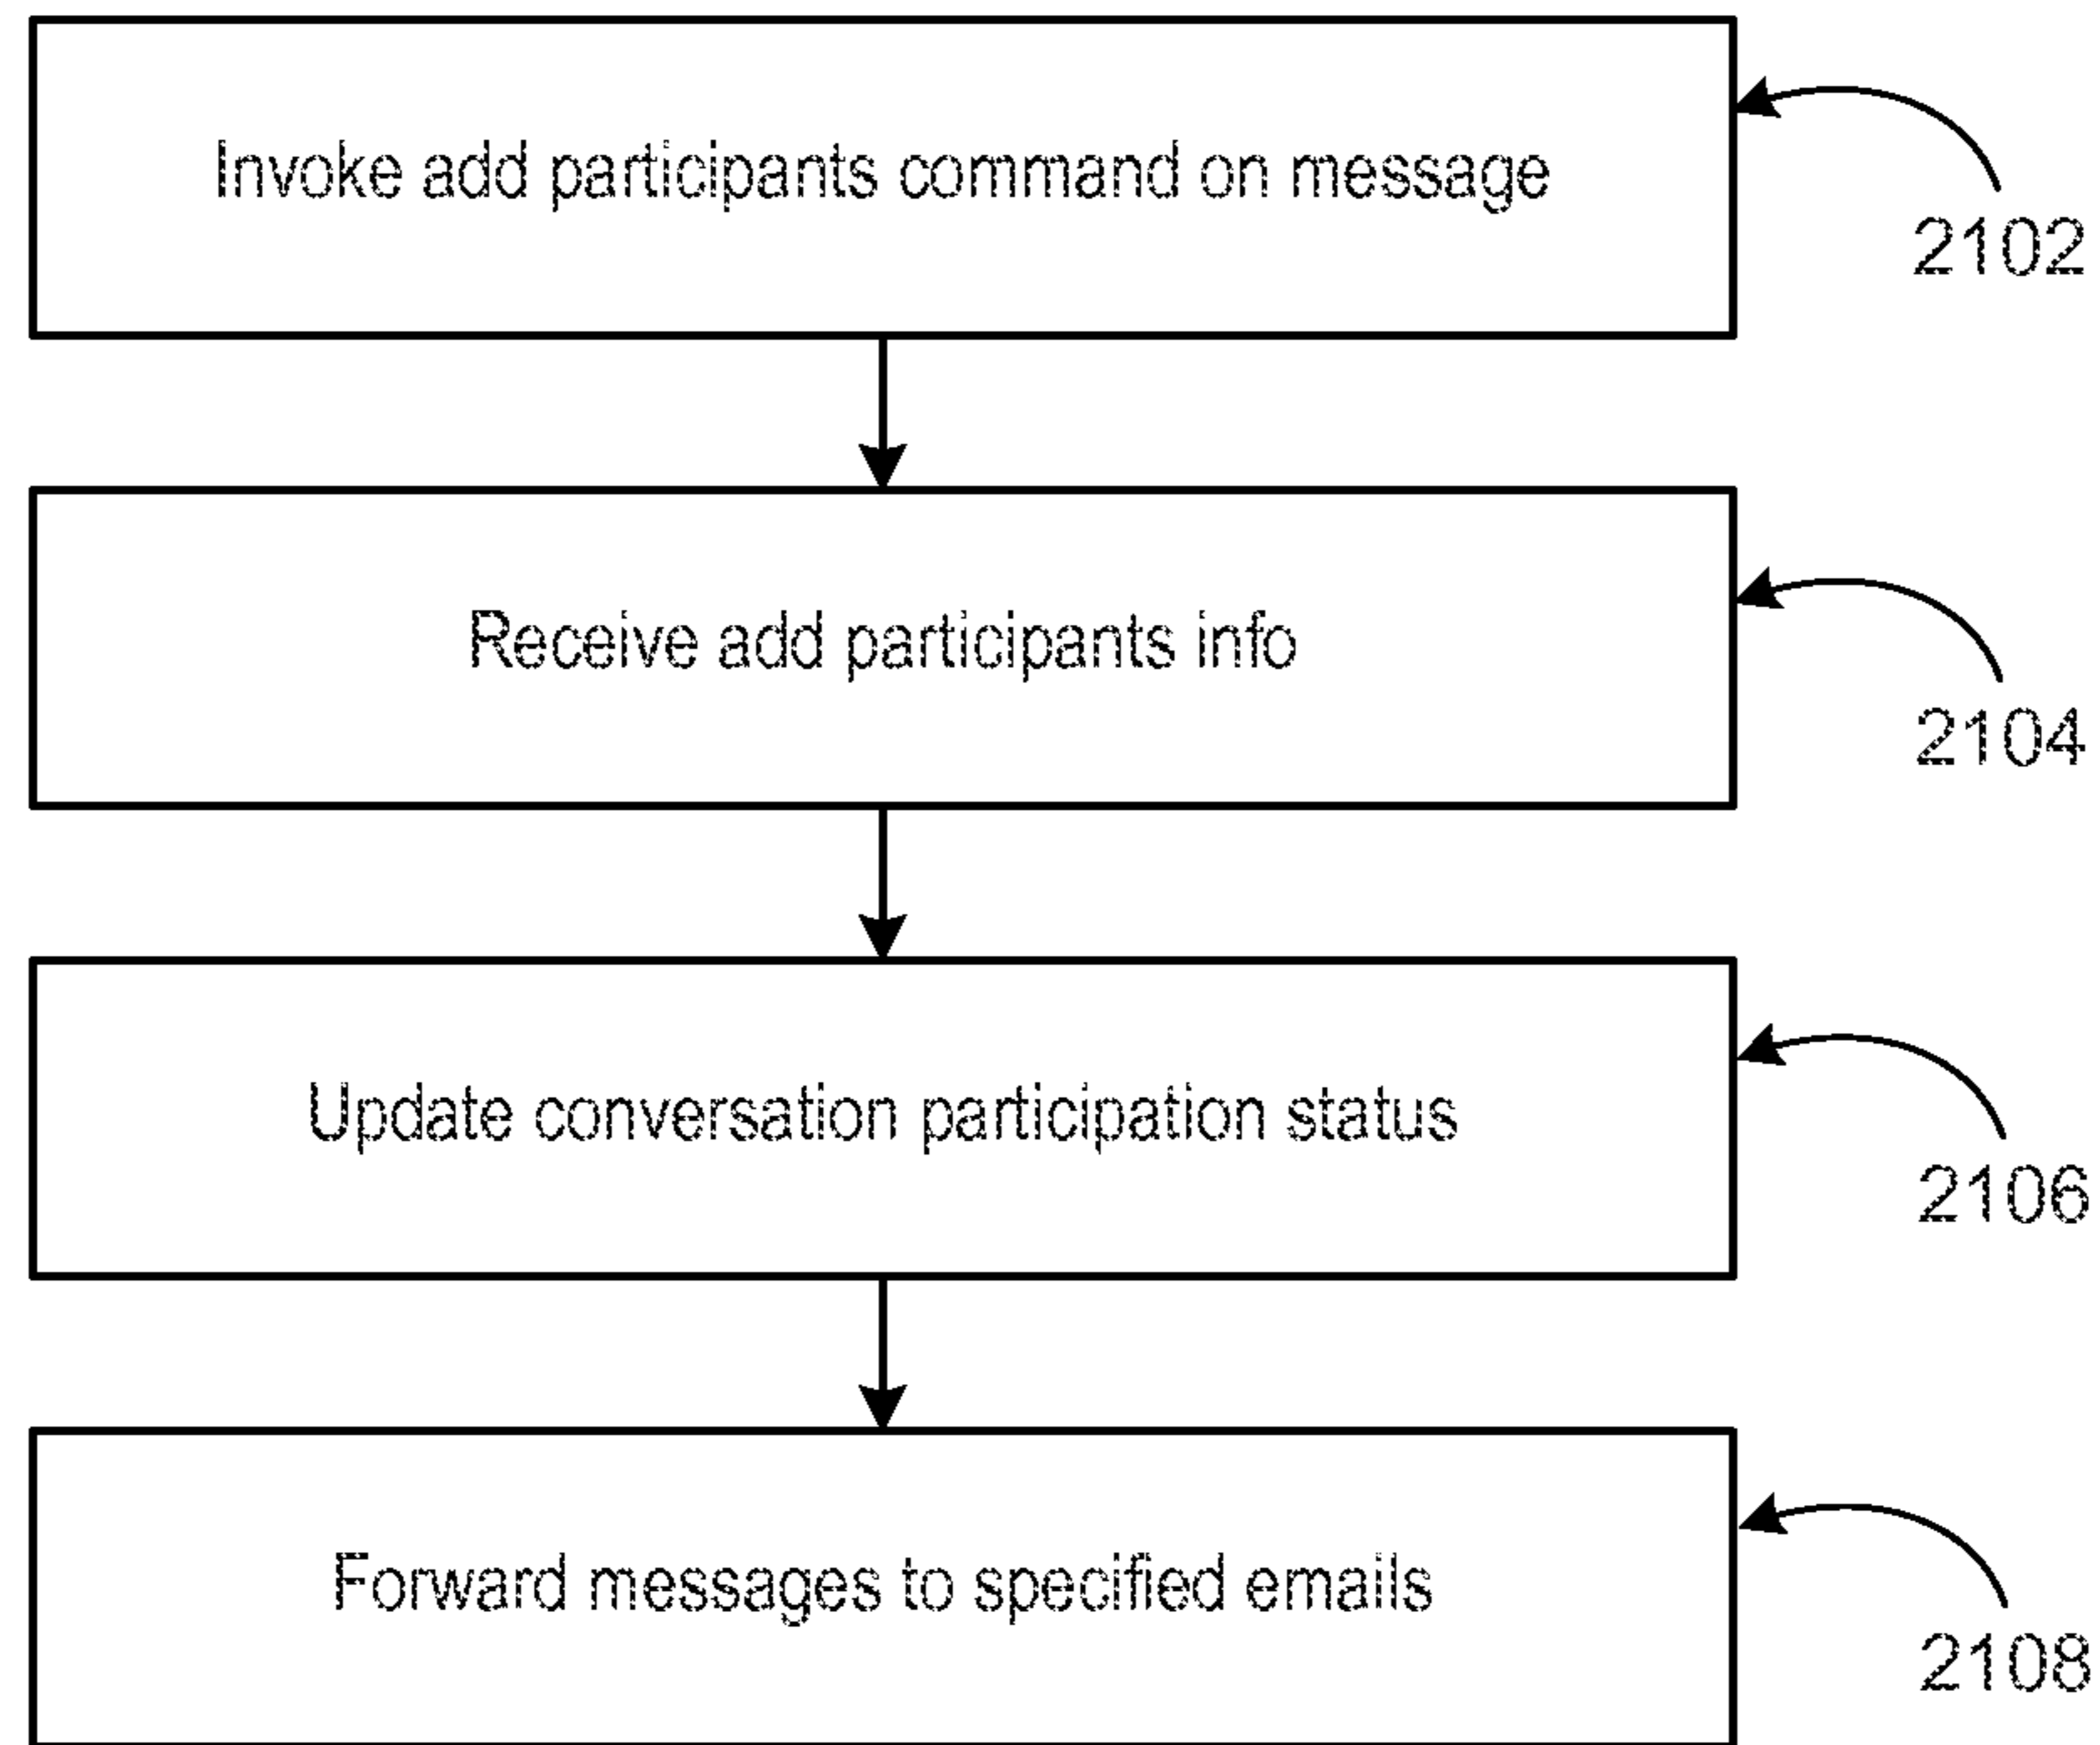 Invoke add participants command on message
2102
Receive add participants info
2104
Update conversation participation status
2106
Forward messages to specified emails
2108